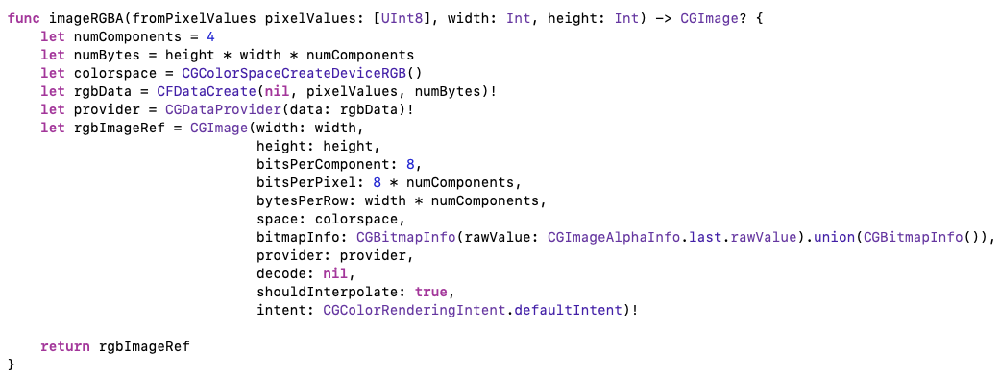 func imageRGBA(fromPixelValues pixelValues: [UInt8], width: Int, height: Int) -> CGImage? {
    let numComponents = 4
    let numBytes = height * width * numComponents
    let colorspace = CGColorSpaceCreateDeviceRGB()
    let rgbData = CFDataCreate(nil, pixelValues, numBytes)!
    let provider = CGDataProvider(data: rgbData)!
    let rgbImageRef = CGImage(width: width,
                              height: height,
                              bitsPerComponent: 8,
                              bitsPerPixel: 8 * numComponents,
                              bytesPerRow: width * numComponents,
                              space: colorspace,
                              bitmapInfo: CGBitmapInfo(rawValue: CGImageAlphaInfo.last.rawValue).union(CGBitmapInfo()),
                              provider: provider,
                              decode: nil,
                              shouldInterpolate: true,
                              intent: CGColorRenderingIntent.defaultIntent)!
    return rgbImageRef
}